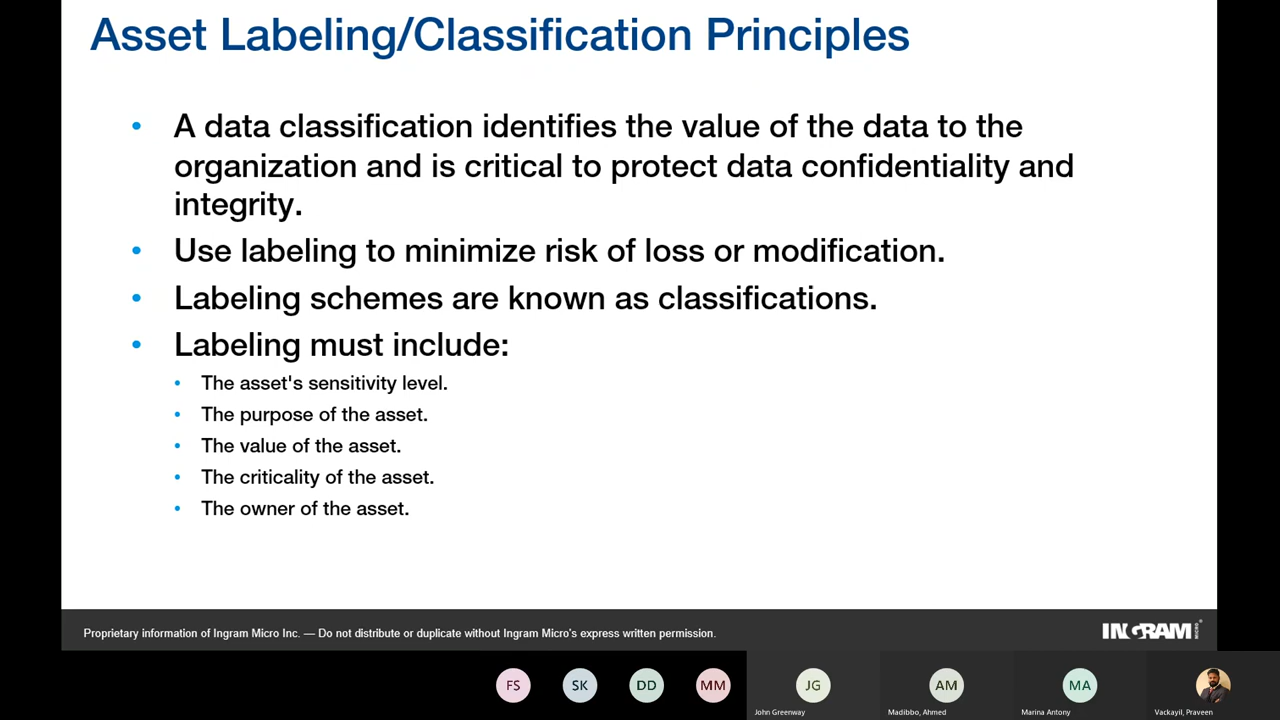 Asset Labeling/Classification Principles
• A data classification identifies the value of the data to the
organization and is critical to protect data confidentiality and
integrity.
• Use labeling to minimize risk of loss or modification.
• Labeling schemes are known as classifications.
• Labeling must include:
• The asset's sensitivity level.
• The purpose of the asset.
• The value of the asset.
• The criticality of the asset.
• The owner of the asset.
Proprietary information of Ingram Micro Inc. — Do not distribute or duplicate without Ingram Micro's express written permission.
INGRAM MICRO®
FS SK DD MM JG AM MA
John Greenway Madibbo, Ahmed Marina Antony Vackayil, Praveen